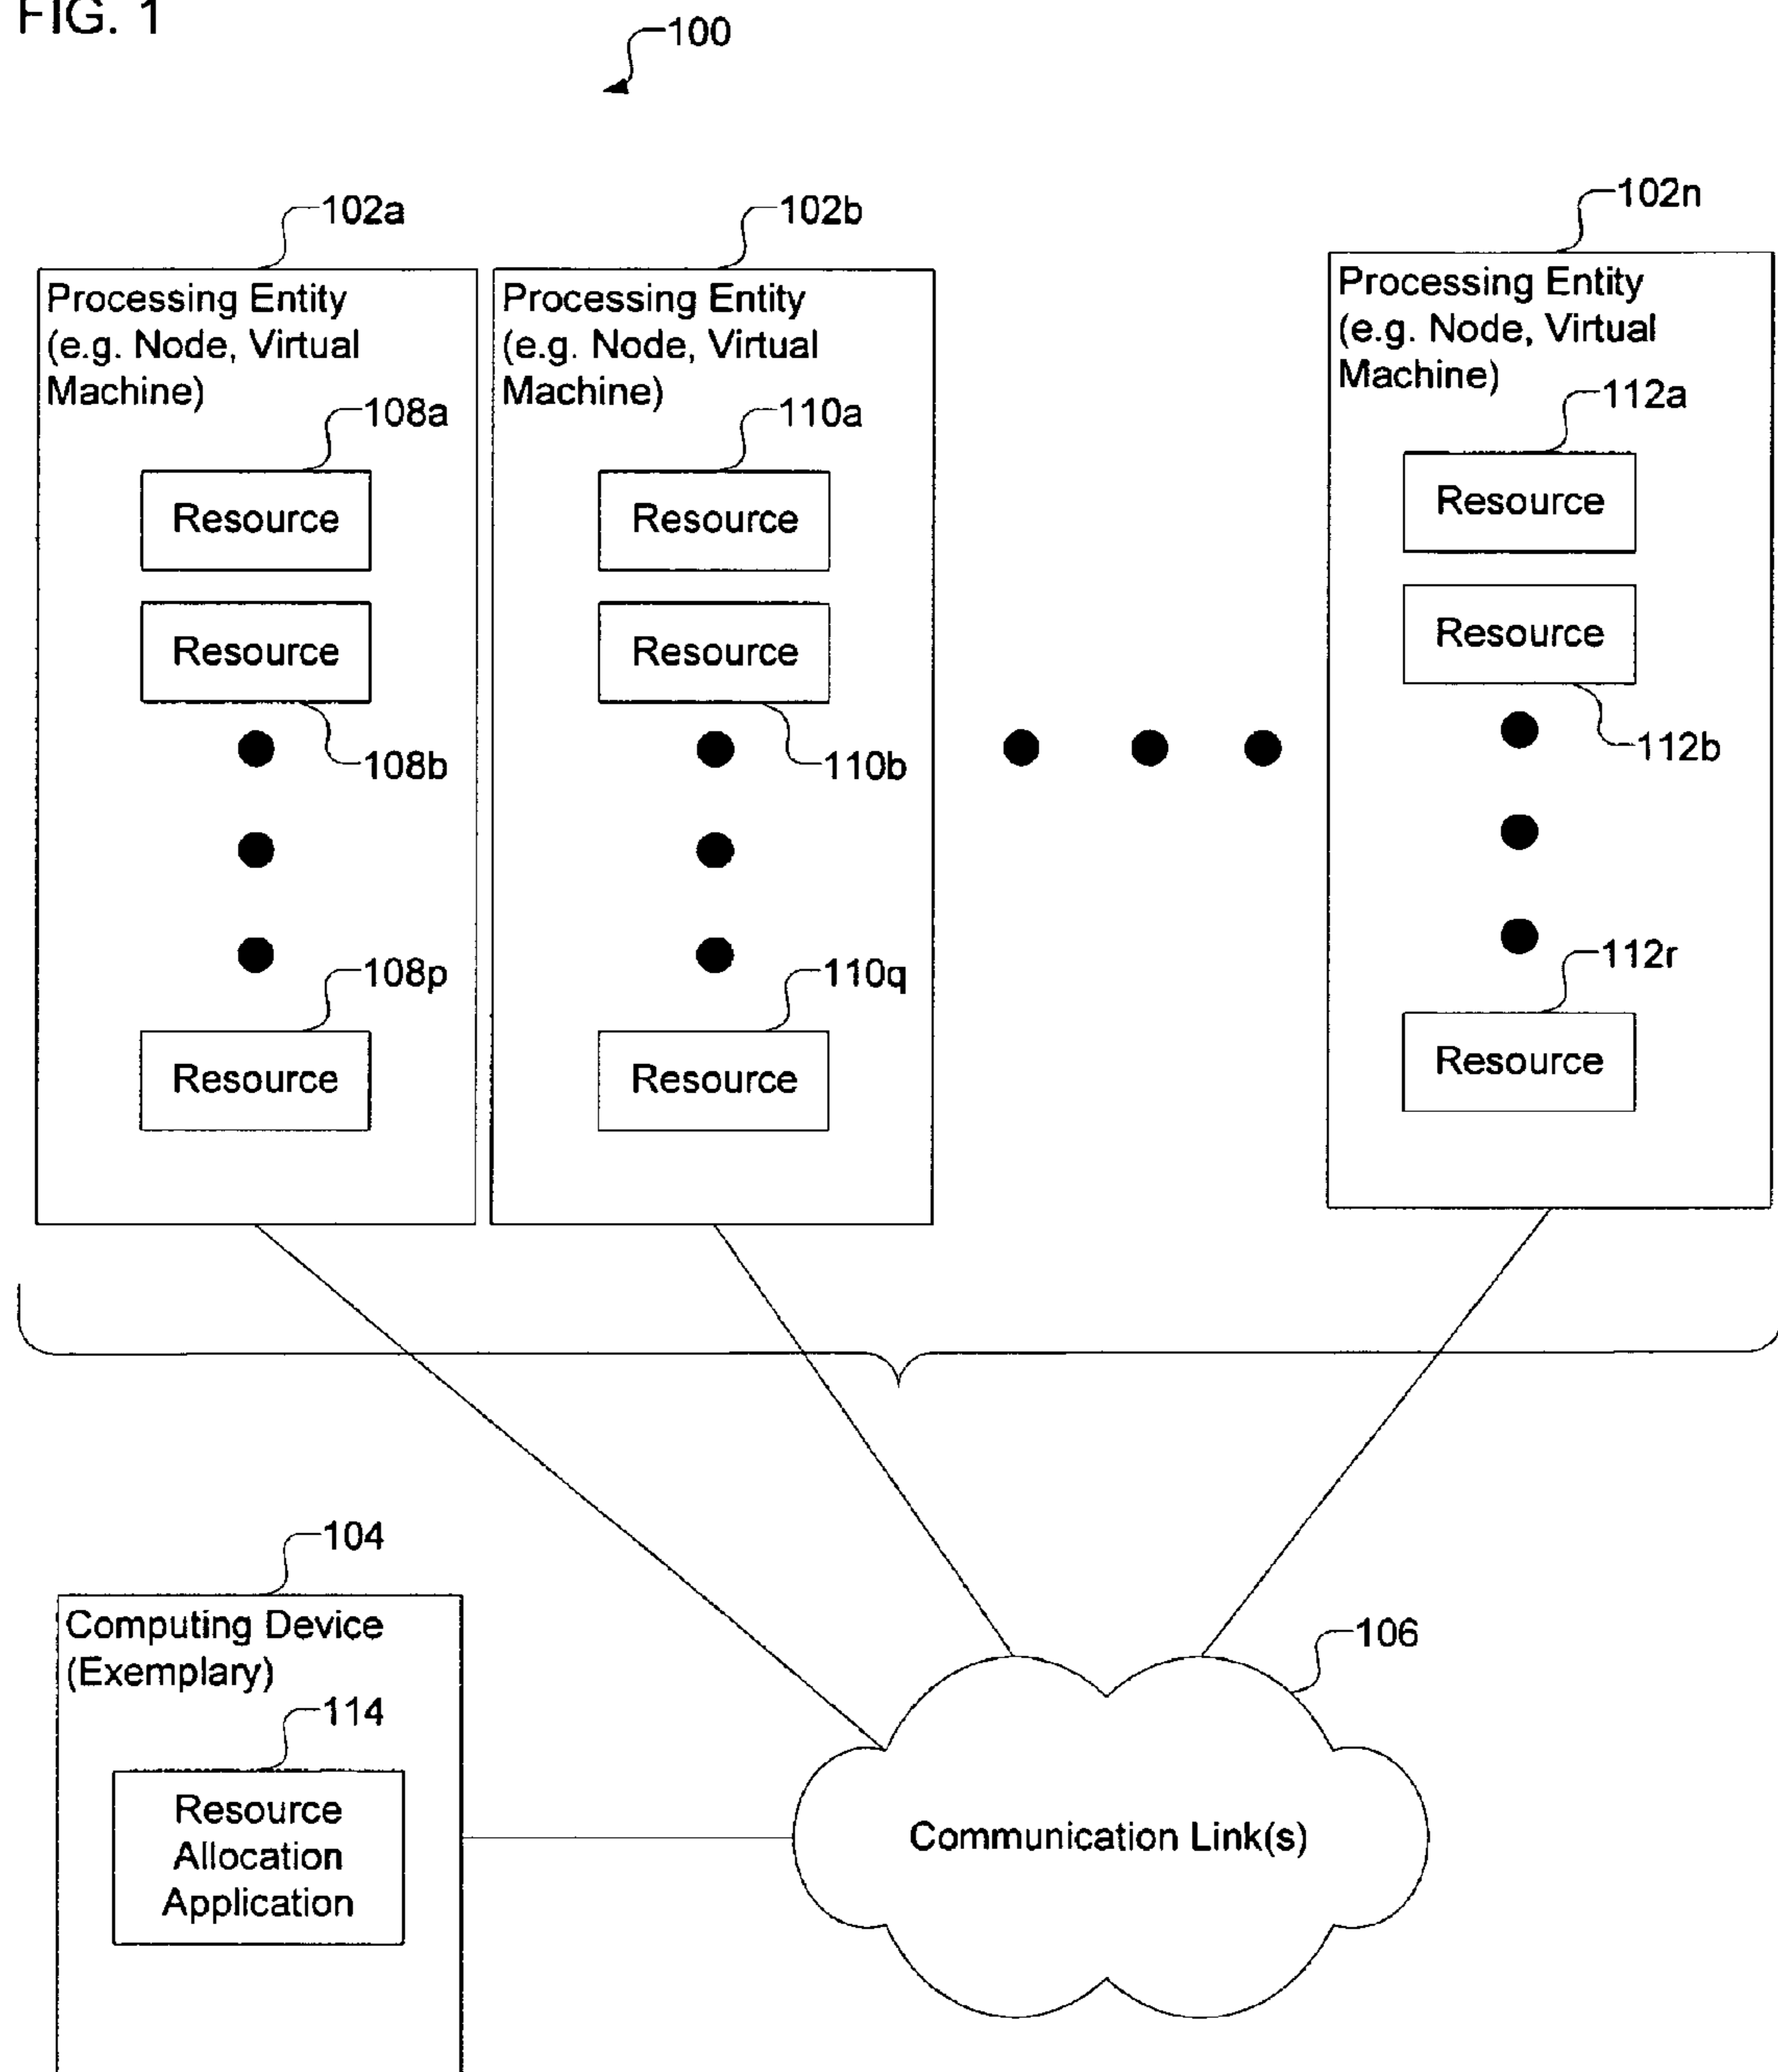 FIG. 1
100
102a
102b
102n
Processing Entity
(e.g. Node, Virtual
Machine)
108a
Resource
Resource
108b
108p
Resource
Processing Entity
(e.g. Node, Virtual
Machine)
110a
Resource
Resource
110b
110q
Resource
Processing Entity
(e.g. Node, Virtual
Machine)
112a
Resource
Resource
112b
112r
Resource
104
Computing Device
(Exemplary)
114
Resource
Allocation
Application
106
Communication Link(s)